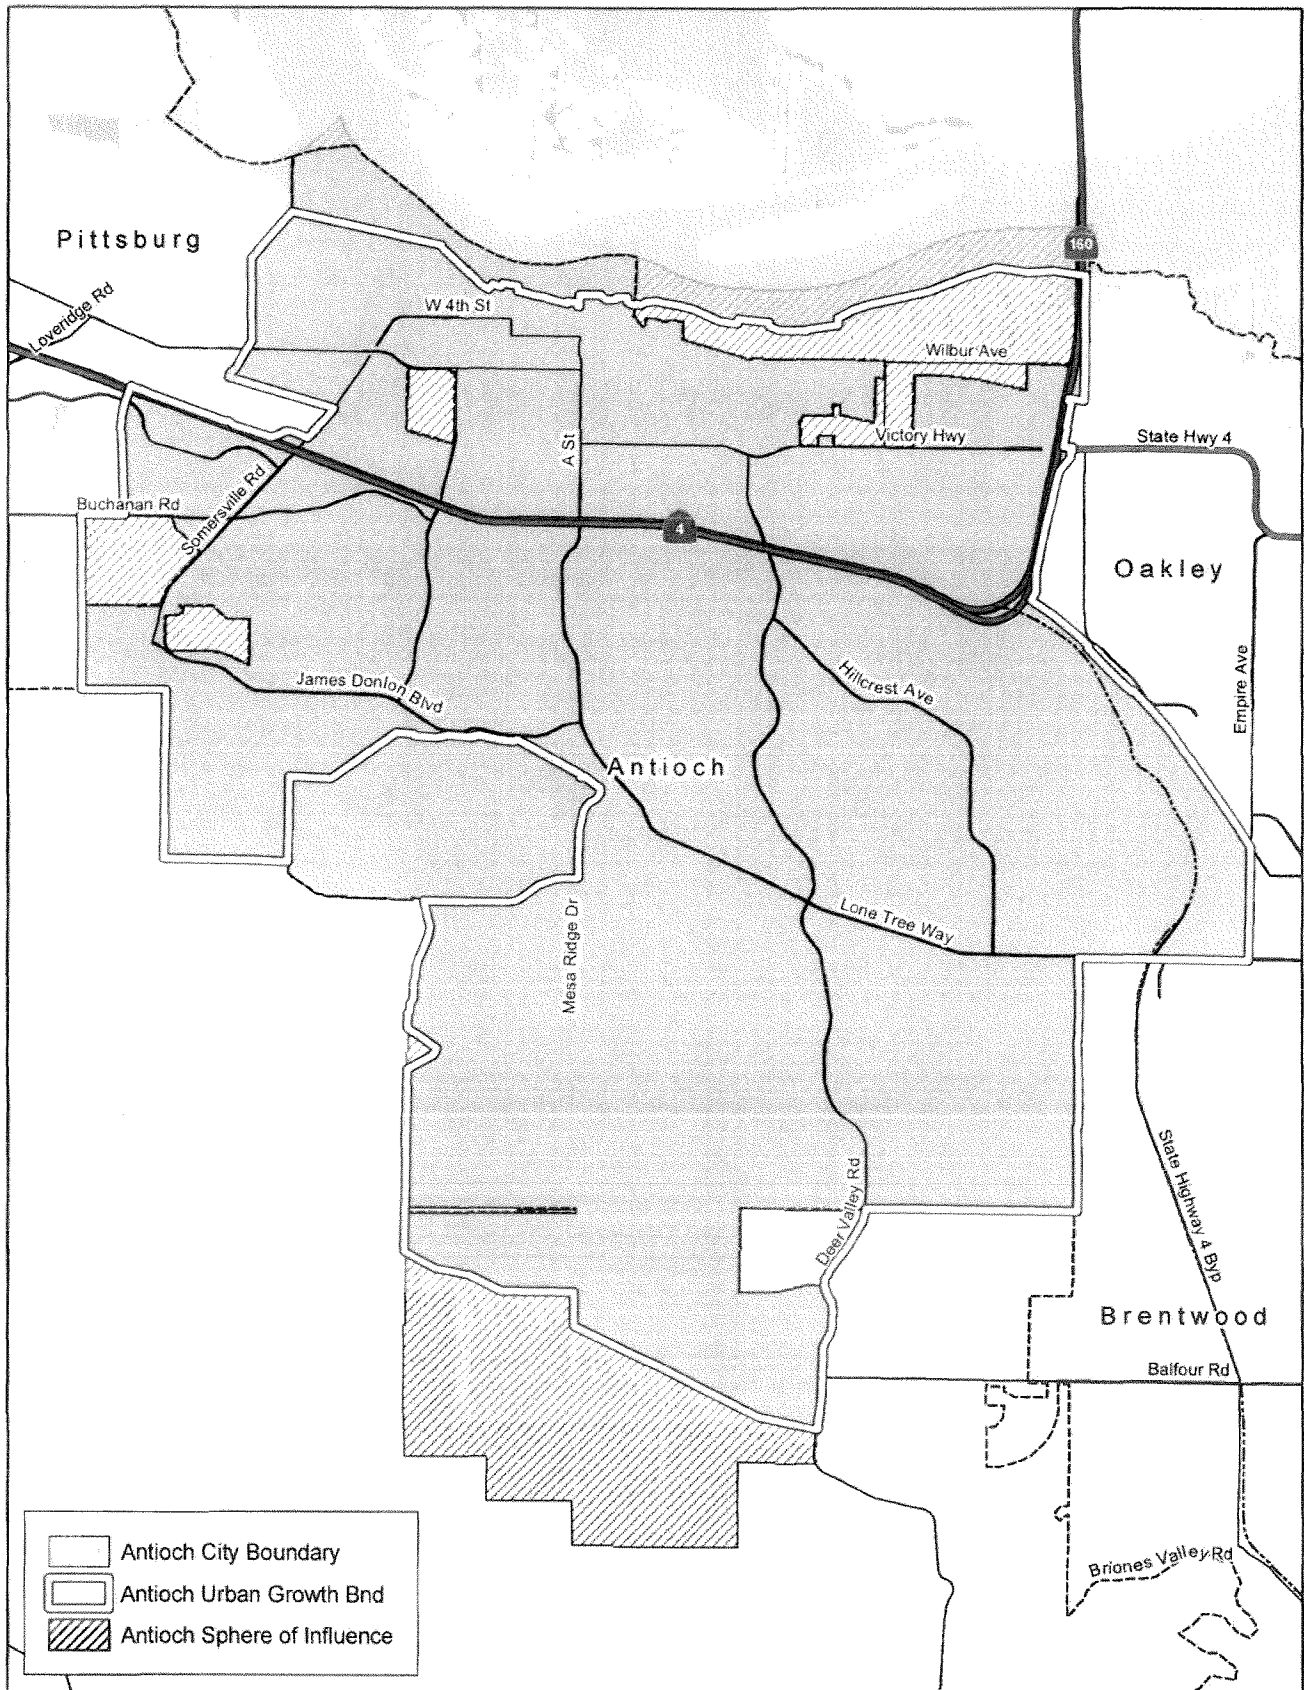 160
Pittsburg
Loveridge Rd
W 4th St
Wilbur Ave
A St
Victory Hwy
State Hwy 4
Buchanan Rd
Somersville Rd
4
Oakley
Empire Ave
Hillcrest Ave
James Donlon Blvd
Antioch
Lone Tree Way
Mesa Ridge Dr
Deer Valley Rd
State Highway 4 Byp
Brentwood
Balfour Rd
Briones Valley Rd
Antioch City Boundary
Antioch Urban Growth Bnd
Antioch Sphere of Influence